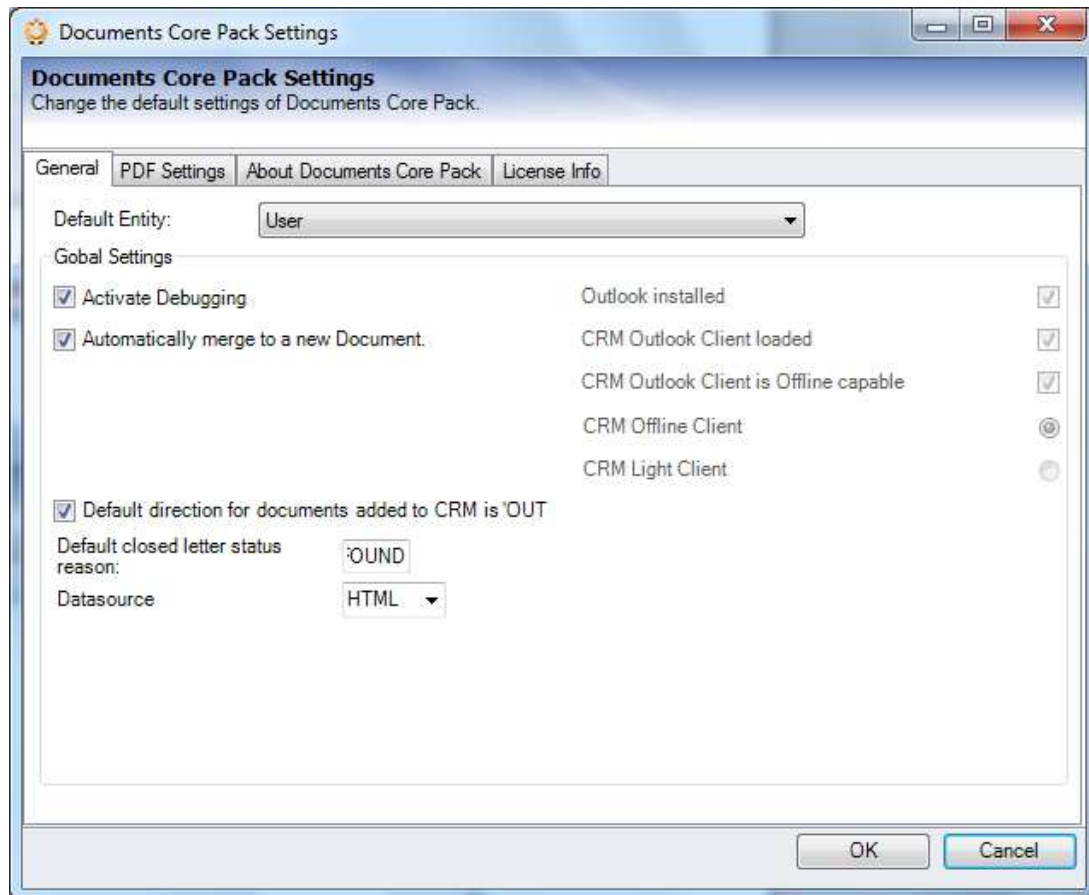 Documents Core Pack Settings
Documents Core Pack Settings
Change the default settings of Documents Core Pack.
General PDF Settings About Documents Core Pack License Info
Default Entity: User
Gobal Settings
Activate Debugging Outlook installed
Automatically merge to a new Document. CRM Outlook Client loaded
CRM Outlook Client is Offline capable
CRM Offline Client
CRM Light Client
Default direction for documents added to CRM is 'OUT
Default closed letter status
reason: OUND
Datasource HTML
OK Cancel